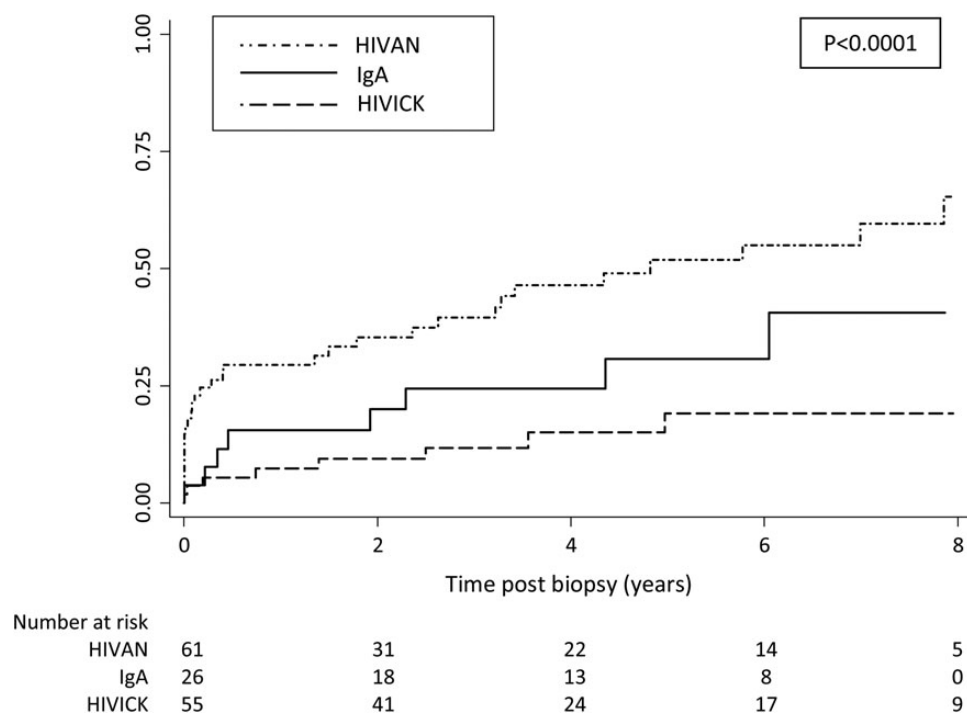 HIVAN
IgA
HIVICK
P<0.0001
1.00
0.75
0.50
0.25
0.00
0 2 4 6 8
Time post biopsy (years)
Number at risk
HIVAN 61 31 22 14 5
IgA 26 18 13 8 0
HIVICK 55 41 24 17 9